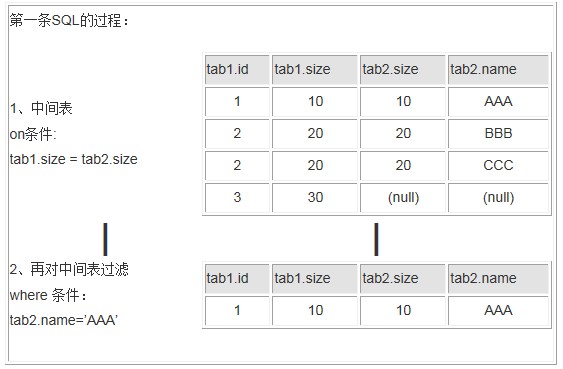 第一条SQL的过程：
1、中间表
on条件:
tab1.size = tab2.size
tab1.id tab1.size tab2.size tab2.name
1 10 10 AAA
2 20 20 BBB
2 20 20 CCC
3 30 (null) (null)
2、再对中间表过滤
where 条件：
tab2.name=’AAA’
tab1.id tab1.size tab2.size tab2.name
1 10 10 AAA